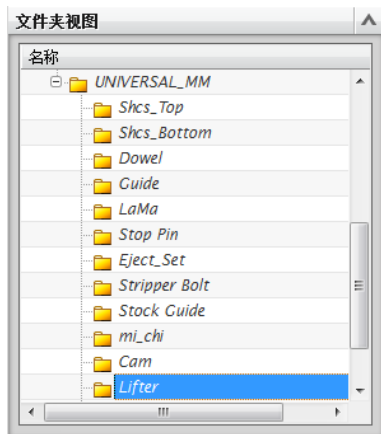 文件夹视图
名称
UNIVERSAL_MM
Shcs_Top
Shcs_Bottom
Dowel
Guide
LaMa
Stop Pin
Eject_Set
Stripper Bolt
Stock Guide
mi_chi
Cam
Lifter